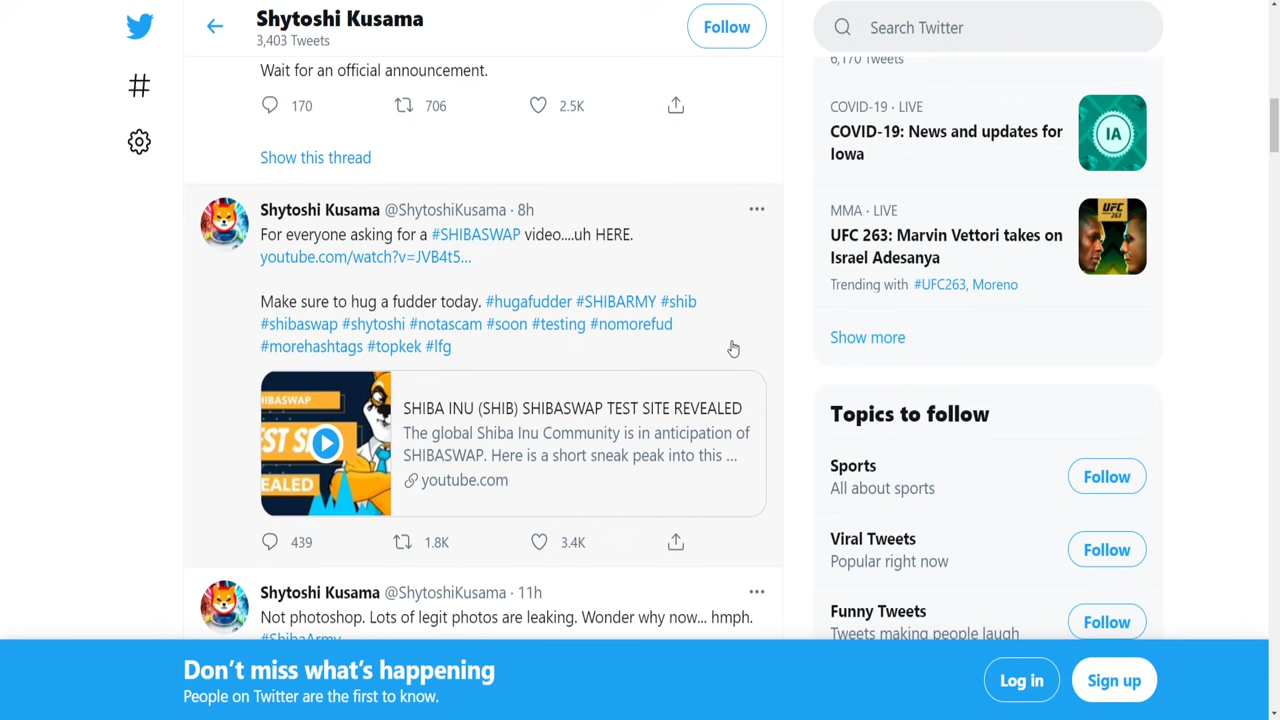 Shytoshi Kusama
3,403 Tweets
Follow
Wait for an official announcement.
170 706 2.5K
Show this thread
Shytoshi Kusama @ShytoshiKusama · 8h
For everyone asking for a #SHIBASWAP video....uh HERE.
youtube.com/watch?v=JVB4t5...
Make sure to hug a fudder today. #hugafudder #SHIBARMY #shib
#shibaswap #shytoshi #notascam #soon #testing #nomorefud
#morehashtags #topkek #lfg
SHIBASWAP
EST SI
EALED
SHIBA INU (SHIB) SHIBASWAP TEST SITE REVEALED
The global Shiba Inu Community is in anticipation of
SHIBASWAP. Here is a short sneak peak into this ...
youtube.com
439 1.8K 3.4K
Shytoshi Kusama @ShytoshiKusama · 11h
Not photoshop. Lots of legit photos are leaking. Wonder why now... hmph.
#ShibaArmy
Search Twitter
6,170 Tweets
COVID-19 · LIVE
COVID-19: News and updates for
Iowa
IA
MMA · LIVE
UFC 263: Marvin Vettori takes on
Israel Adesanya
Trending with #UFC263, Moreno
UFC
263
Show more
Topics to follow
Sports
All about sports
Follow
Viral Tweets
Popular right now
Follow
Funny Tweets
Tweets making people laugh
Follow
Don't miss what's happening
People on Twitter are the first to know.
Log in
Sign up